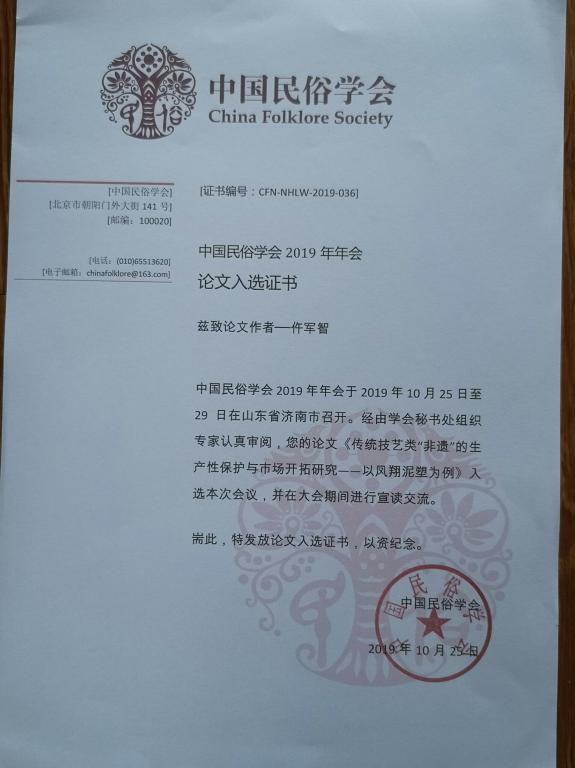 中国民俗学会
China Folklore Society
[中国民俗学会]
[北京市朝阳门外大街 141 号]
[邮编：100020]
[电话：(010)65513620]
[电子邮箱：chinafolklore@163.com]
[证书编号：CFN-NHLW-2019-036]
中国民俗学会 2019 年年会
论文入选证书
兹致论文作者──仵军智
中国民俗学会 2019 年年会于 2019 年 10 月 25 日至
29 日在山东省济南市召开。经由学会秘书处组织
专家认真审阅，您的论文《传统技艺类“非遗”的生
产性保护与市场开拓研究——以凤翔泥塑为例》入
选本次会议，并在大会期间进行宣读交流。
耑此，特发放论文入选证书，以资纪念。
中国民俗学会
中国民俗学会
2019 年 10 月 25 日